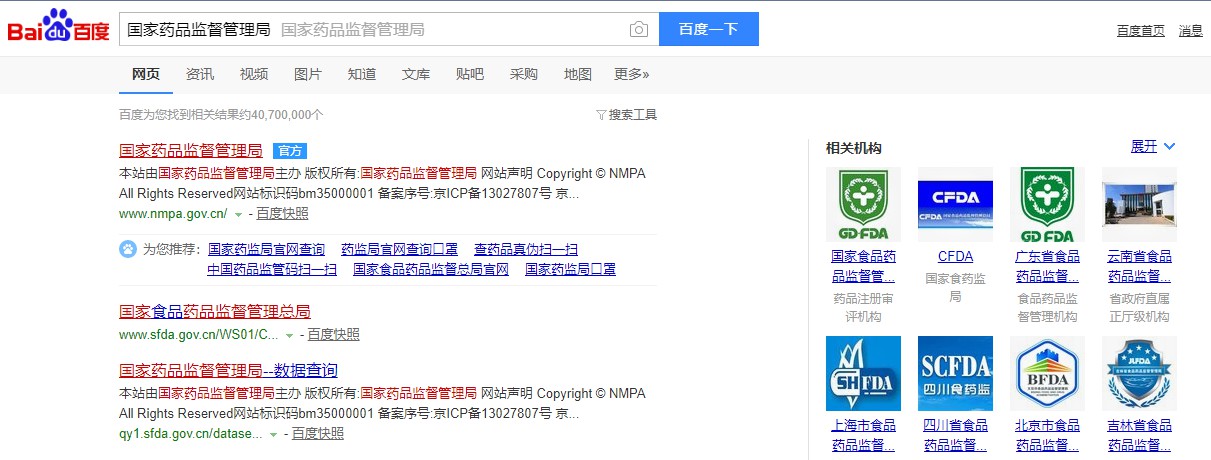 Bai du 百度
国家药品监督管理局 国家药品监督管理局
百度一下
百度首页 消息
网页 资讯 视频 图片 知道 文库 贴吧 采购 地图 更多»
百度为您找到相关结果约40,700,000个
搜索工具
国家药品监督管理局 官方
本站由国家药品监督管理局主办 版权所有:国家药品监督管理局 网站声明 Copyright © NMPA
All Rights Reserved网站标识码bm35000001 备案序号:京ICP备13027807号 京...
www.nmpa.gov.cn/ - 百度快照
为您推荐: 国家药监局官网查询 药监局官网查询口罩 查药品真伪扫一扫
中国药品监管码扫一扫 国家食品药品监督总局官网 国家药监局口罩
国家食品药品监督管理总局
www.sfda.gov.cn/WS01/C... - 百度快照
国家药品监督管理局--数据查询
本站由国家药品监督管理局主办 版权所有:国家药品监督管理局 网站声明 Copyright © NMPA
All Rights Reserved网站标识码bm35000001 备案序号:京ICP备13027807号 京...
qy1.sfda.gov.cn/datase... - 百度快照
相关机构
展开
GD-FDA
CFDA
CFDA
GD FDA
国家食品药 CFDA 广东省食品 云南省食品
品监督管... 国家食药监 药品监督... 药品监督...
药品注册审 局 食品药品监 省政府直属
评机构 督管理机构 正厅级机构
SHFDA
SCFDA
四川食药监
BFDA
JLFDA
上海市食品 四川省食品 北京市食品 吉林省食品
药品监督... 药品监督... 药品监督... 药品监督...